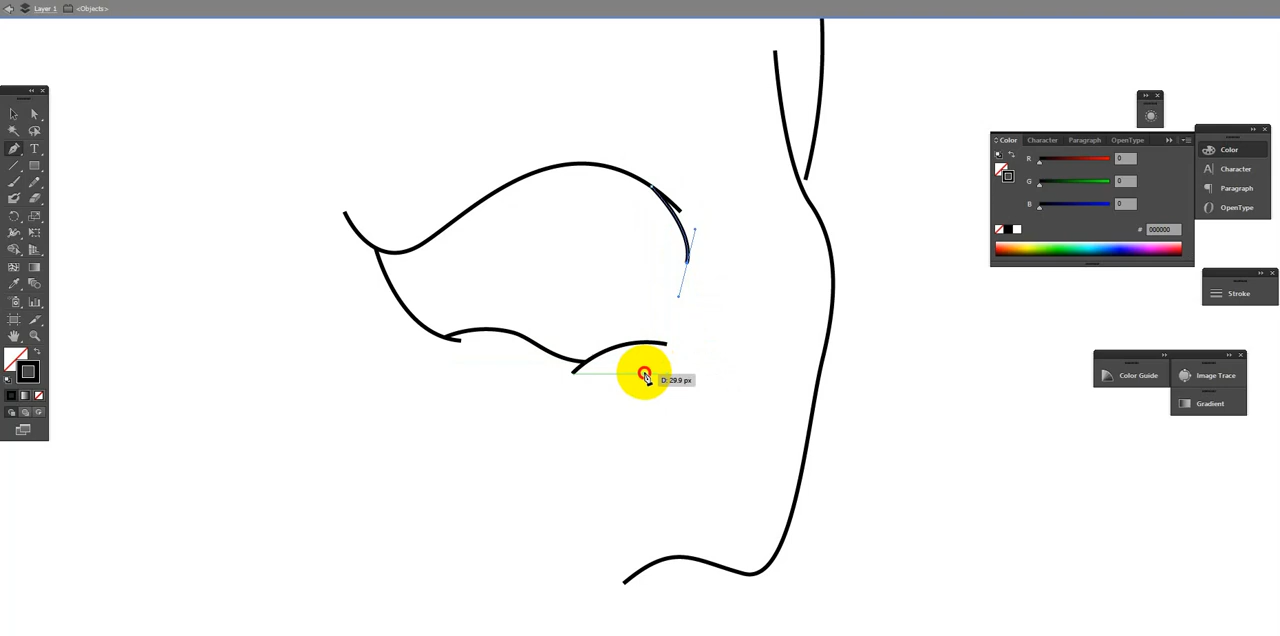 Layer 1 <Objects>
Color Character Paragraph OpenType
R 0
G 0
B 0
# 000000
Color
Character
Paragraph
OpenType
Stroke
Color Guide Image Trace
Gradient
D: 29.9 px
T